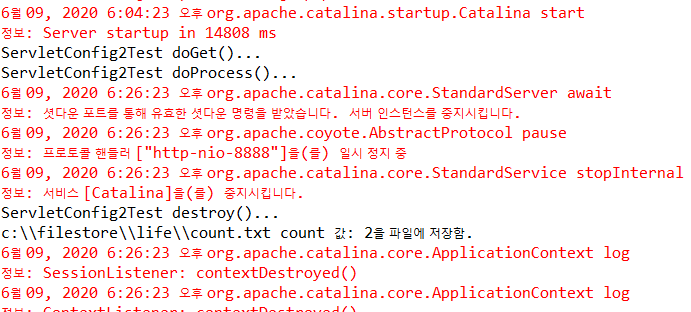 6월 09, 2020 6:04:23 오후 org.apache.catalina.startup.Catalina start
정보: Server startup in 14808 ms
ServletConfig2Test doGet()...
ServletConfig2Test doProcess()...
6월 09, 2020 6:26:23 오후 org.apache.catalina.core.StandardServer await
정보: 셧다운 포트를 통해 유효한 셧다운 명령을 받았습니다. 서버 인스턴스를 중지시킵니다.
6월 09, 2020 6:26:23 오후 org.apache.coyote.AbstractProtocol pause
정보: 프로토콜 핸들러 ["http-nio-8888"]을(를) 일시 정지 중
6월 09, 2020 6:26:23 오후 org.apache.catalina.core.StandardService stopInternal
정보: 서비스 [Catalina]을(를) 중지시킵니다.
ServletConfig2Test destroy()...
c:\\filestore\\life\\count.txt count 값: 2을 파일에 저장함.
6월 09, 2020 6:26:23 오후 org.apache.catalina.core.ApplicationContext log
정보: SessionListener: contextDestroyed()
6월 09, 2020 6:26:23 오후 org.apache.catalina.core.ApplicationContext log
정보: ContextListener: contextDestroyed()